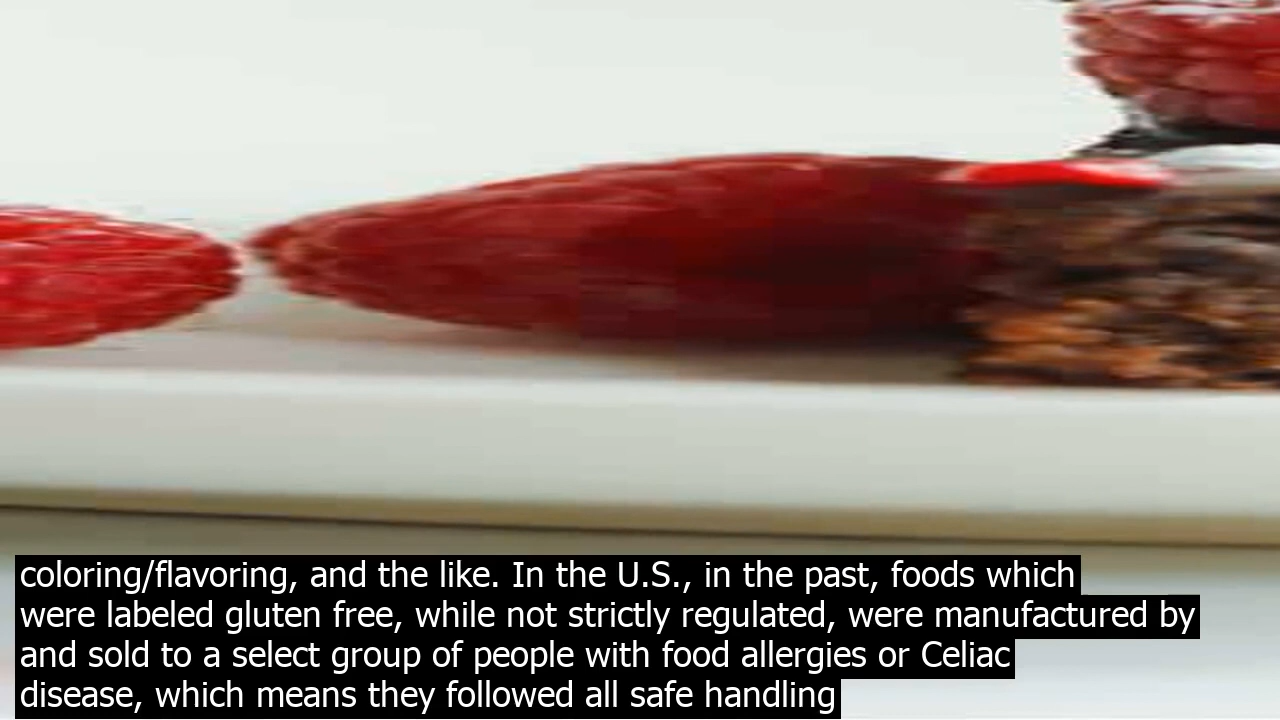 coloring/flavoring, and the like. In the U.S., in the past, foods which
were labeled gluten free, while not strictly regulated, were manufactured by
and sold to a select group of people with food allergies or Celiac
disease, which means they followed all safe handling